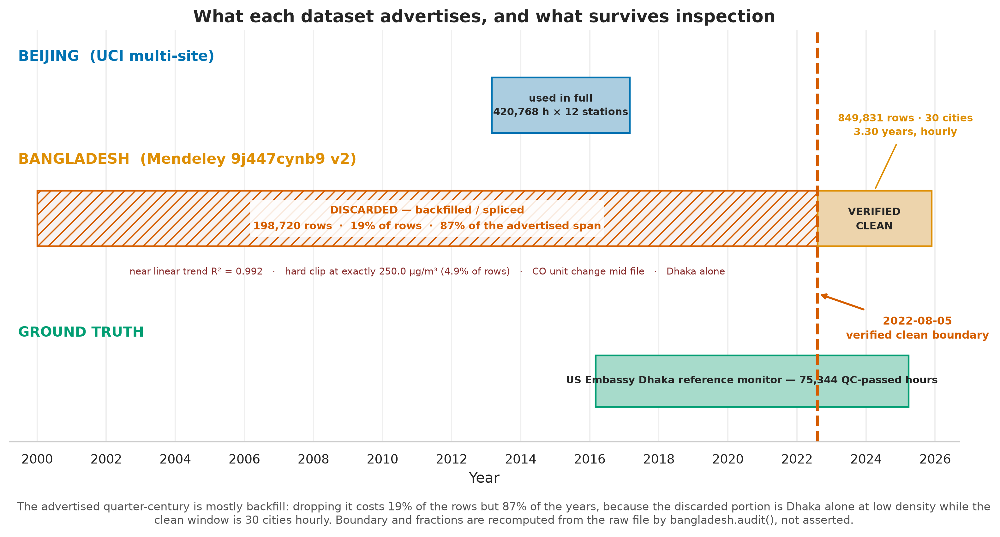 What each dataset advertises, and what survives inspection
BEIJING (UCI multi-site)
used in full
420,768 h × 12 stations
849,831 rows · 30 cities
3.30 years, hourly
BANGLADESH (Mendeley 9j447cynb9 v2)
DISCARDED — backfilled / spliced
198,720 rows · 19% of rows · 87% of the advertised span
VERIFIED
CLEAN
near-linear trend R² = 0.992 · hard clip at exactly 250.0 µg/m³ (4.9% of rows) · CO unit change mid-file · Dhaka alone
2022-08-05
verified clean boundary
GROUND TRUTH
US Embassy Dhaka reference monitor — 75,344 QC-passed hours
2000 2002 2004 2006 2008 2010 2012 2014 2016 2018 2020 2022 2024 2026
Year
The advertised quarter-century is mostly backfill: dropping it costs 19% of the rows but 87% of the years, because the discarded portion is Dhaka alone at low density while the
clean window is 30 cities hourly. Boundary and fractions are recomputed from the raw file by bangladesh.audit(), not asserted.